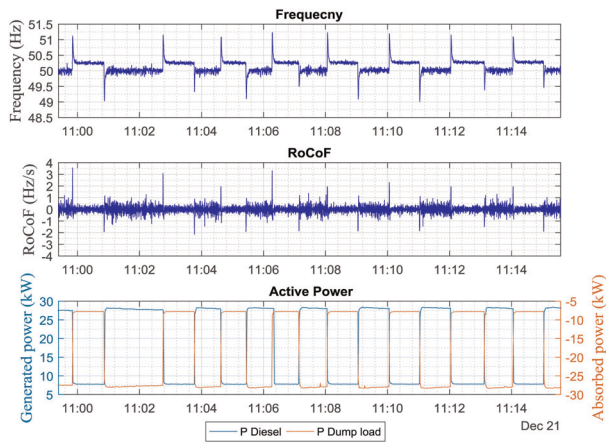 Frequecny
Frequency (Hz)
51.5
51
50.5
50
49.5
49
48.5
11:00 11:02 11:04 11:06 11:08 11:10 11:12 11:14
RoCoF
RoCoF (Hz/s)
4
3
2
1
0
-1
-2
-3
-4
11:00 11:02 11:04 11:06 11:08 11:10 11:12 11:14
Active Power
Generated power (kW)
30
25
20
15
10
5
Absorbed power (kW)
-5
-10
-15
-20
-25
-30
11:00 11:02 11:04 11:06 11:08 11:10 11:12 11:14
Dec 21
P Diesel P Dump load